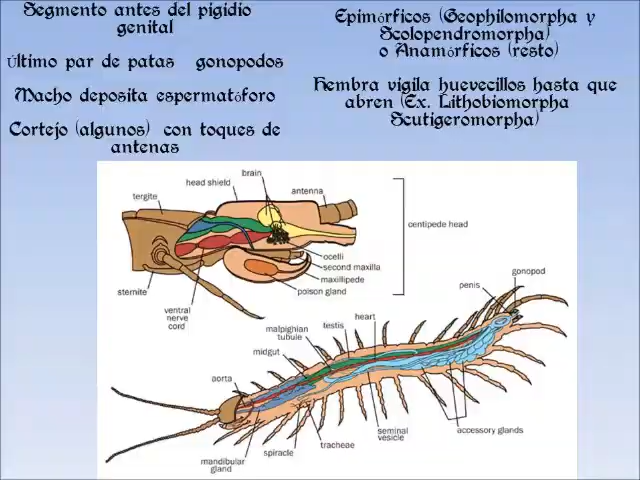 Segmento antes del pigidio
genital
Último par de patas gonopodos
Macho deposita espermatóforo
Cortejo (algunos) con toques de
antenas
Epimórficos (Geophilomorpha y
Scolopendromorpha)
o Anamórficos (resto)
Hembra vigila huevecillos hasta que
abren (Ex. Lithobiomorpha
Scutigeromorpha)
brain
head shield
antenna
tergite
centipede head
ocelli
second maxilla
maxillipede
poison gland
sternite
ventral
nerve
cord
gonopod
penis
heart
testis
malpighian
tubule
midgut
aorta
accessory glands
seminal
vesicle
tracheae
spiracle
mandibular
gland